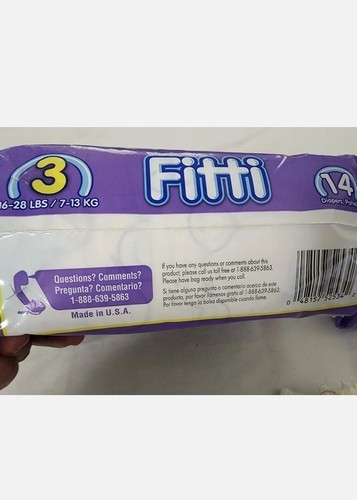 3
16-28 LBS / 7-13 KG
Fitti
14
Diapers,
Questions? Comments?
Pregunta? Comentario?
1-888-639-5863
Made in U.S.A.
If you have any questions or comments about this
product, please call us toll free at 1-888-639-5863.
Please have bag ready when you call.
Si tiene alguna pregunta o comentario acerca de este
producto, por favor llámenos gratis al 1-888-639-5863.
Por favor tenga la bolsa disponible cuando llame.